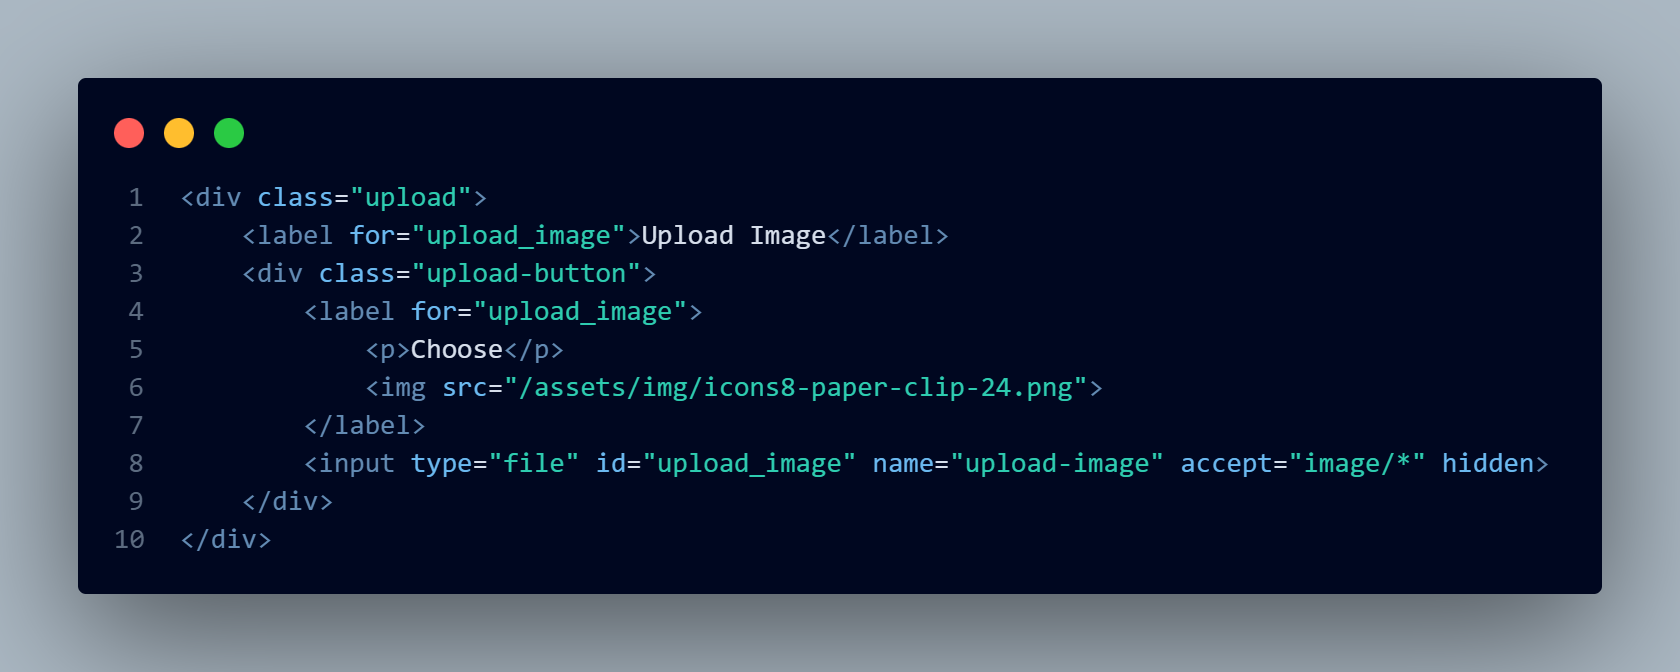 1 <div class="upload">
2     <label for="upload_image">Upload Image</label>
3     <div class="upload-button">
4         <label for="upload_image">
5             <p>Choose</p>
6             <img src="/assets/img/icons8-paper-clip-24.png">
7         </label>
8         <input type="file" id="upload_image" name="upload-image" accept="image/*" hidden>
9     </div>
10 </div>